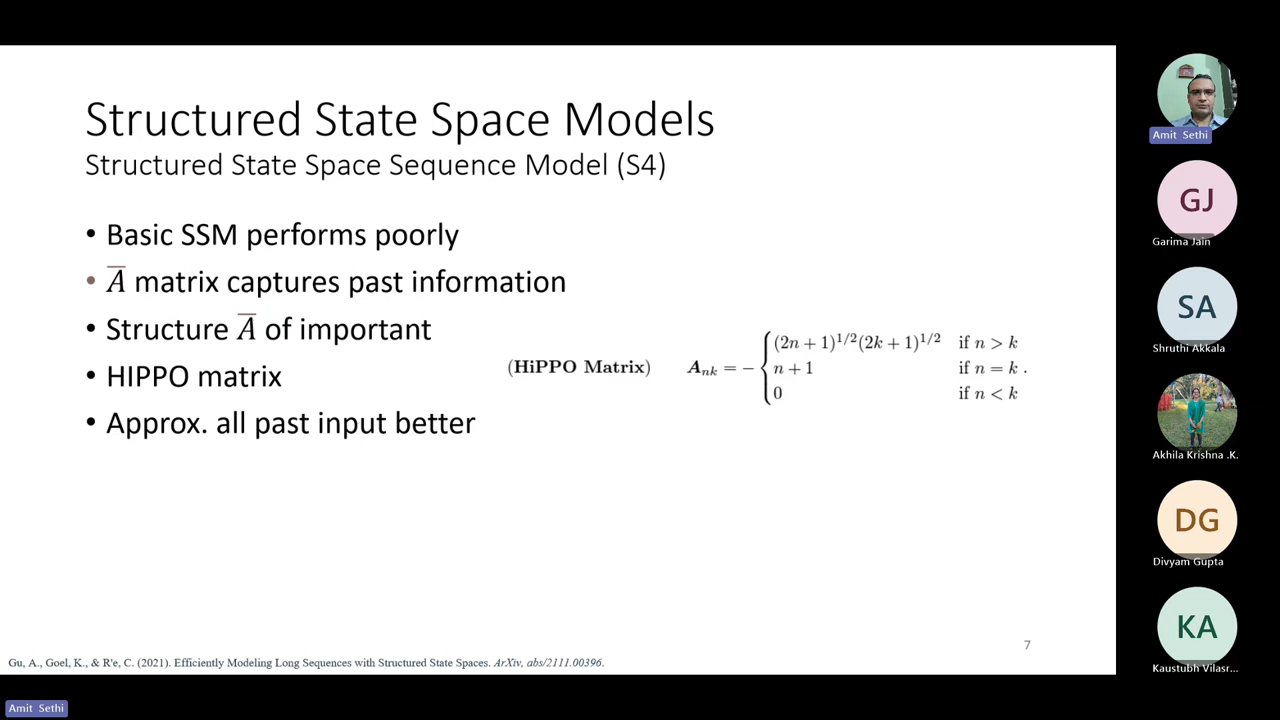 Structured State Space Models
Structured State Space Sequence Model (S4)
• Basic SSM performs poorly
• A̅ matrix captures past information
• Structure A̅ of important
• HIPPO matrix
• Approx. all past input better
(HiPPO Matrix) Aₙₖ = − { (2n + 1)^{1/2}(2k + 1)^{1/2} if n > k
n + 1 if n = k .
0 if n < k
7
Gu, A., Goel, K., & R'e, C. (2021). Efficiently Modeling Long Sequences with Structured State Spaces. ArXiv, abs/2111.00396.
Amit Sethi
GJ
Garima Jain
SA
Shruthi Akkala
Akhila Krishna .K.
DG
Divyam Gupta
KA
Kaustubh Vilasr...
Amit Sethi